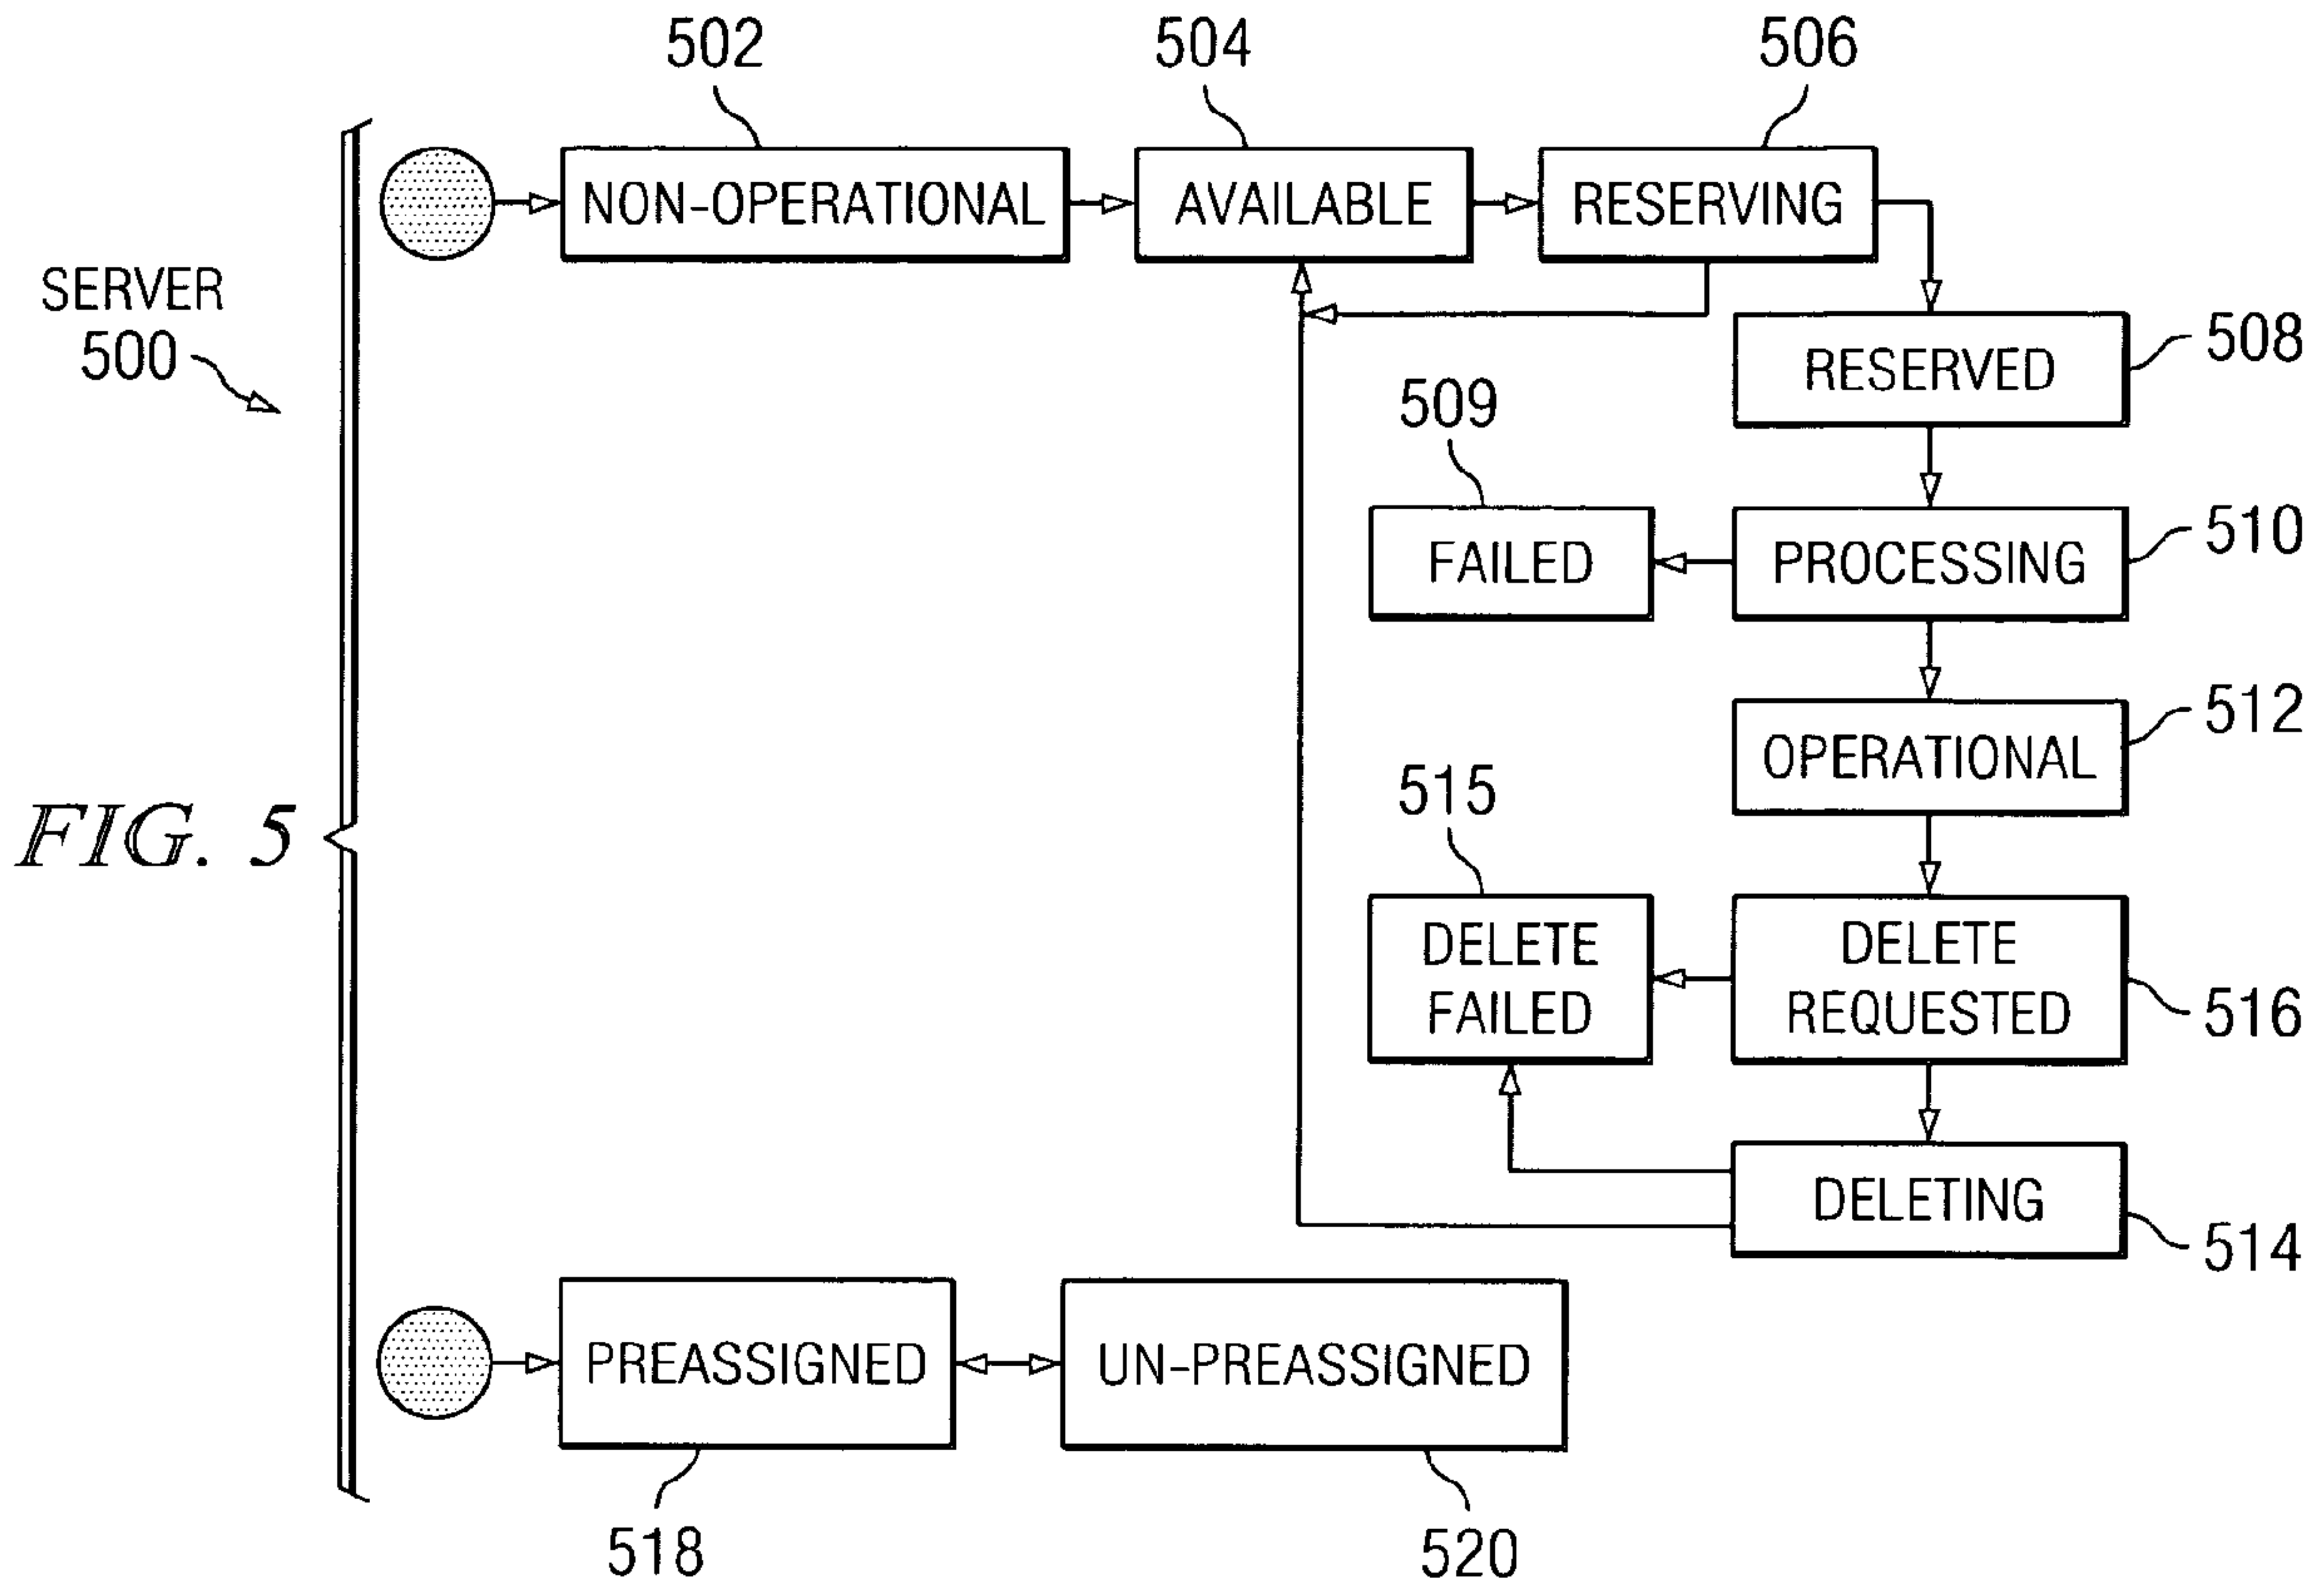 502
504
506
NON-OPERATIONAL
AVAILABLE
RESERVING
SERVER
500
508
RESERVED
509
510
FAILED
PROCESSING
512
OPERATIONAL
515
FIG. 5
DELETE
FAILED
DELETE
REQUESTED
516
DELETING
514
PREASSIGNED
UN-PREASSIGNED
518
520